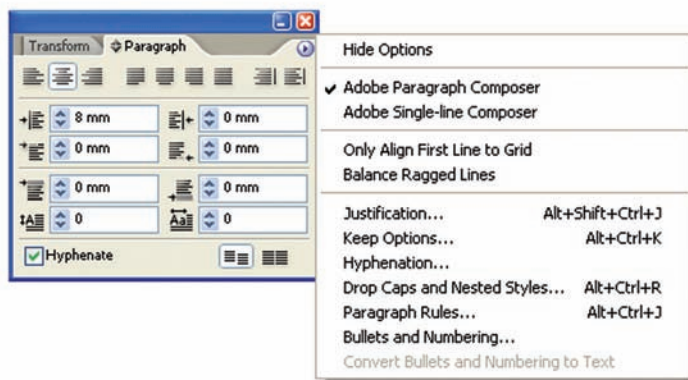 Transform Paragraph
8 mm 0 mm
0 mm 0 mm
0 mm 0 mm
0 0
Hyphenate
Hide Options
Adobe Paragraph Composer
Adobe Single-line Composer
Only Align First Line to Grid
Balance Ragged Lines
Justification... Alt+Shift+Ctrl+J
Keep Options... Alt+Ctrl+K
Hyphenation...
Drop Caps and Nested Styles... Alt+Ctrl+R
Paragraph Rules... Alt+Ctrl+J
Bullets and Numbering...
Convert Bullets and Numbering to Text